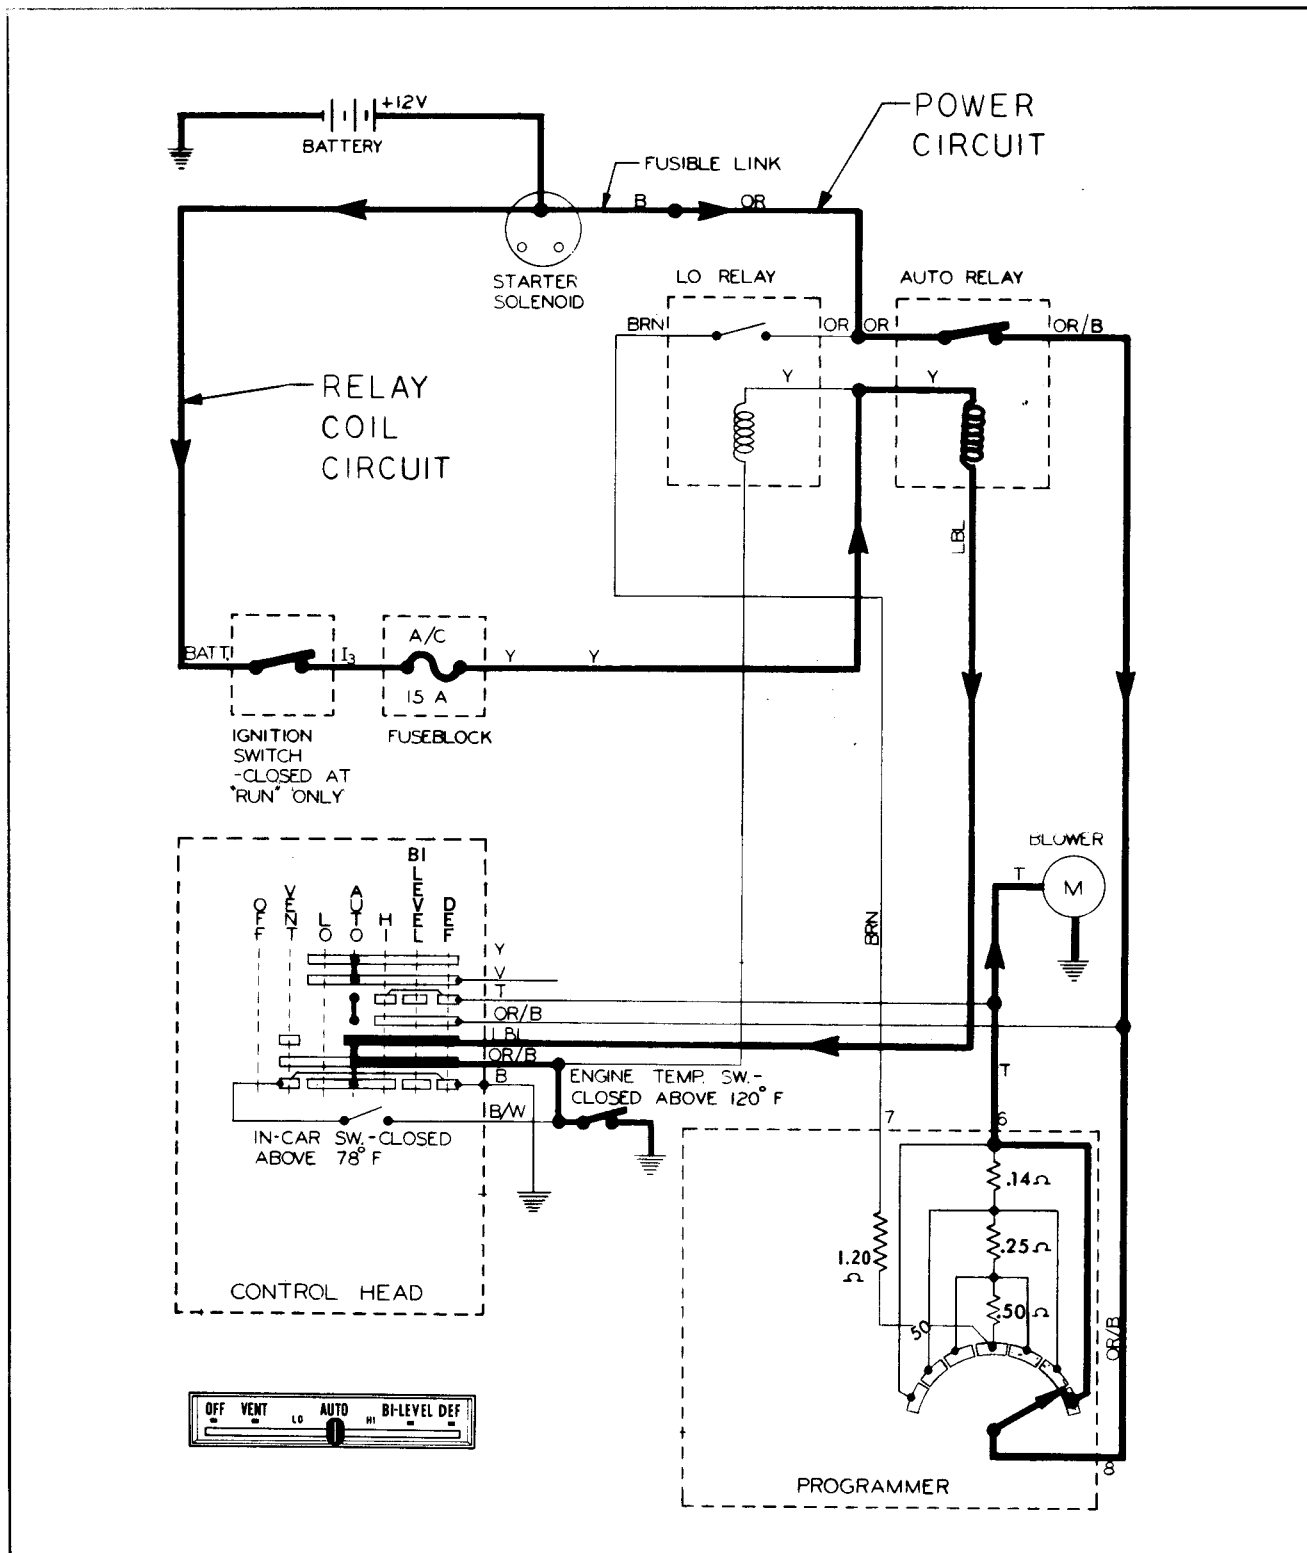 +12V
BATTERY
POWER
CIRCUIT
FUSIBLE LINK
B
OR
STARTER
SOLENOID
LO RELAY
AUTO RELAY
BRN
OR
OR
OR/B
Y
Y
RELAY
COIL
CIRCUIT
LBL
BATT.
I3
A/C
15 A
Y
Y
IGNITION
SWITCH
-CLOSED AT
"RUN" ONLY
FUSEBLOCK
BLOWER
T
M
OFF
VENT
LO
AUTO
HI
BI LEVEL
DEF
BRN
Y
V
T
OR/B
LBL
OR/B
B
B/W
ENGINE TEMP. SW.-
CLOSED ABOVE 120° F
IN-CAR SW.-CLOSED
ABOVE 78° F
T
7
6
.14Ω
.25Ω
1.20
Ω
.50Ω
50
OR/B
CONTROL HEAD
OFF VENT LO AUTO HI BI-LEVEL DEF
8
PROGRAMMER